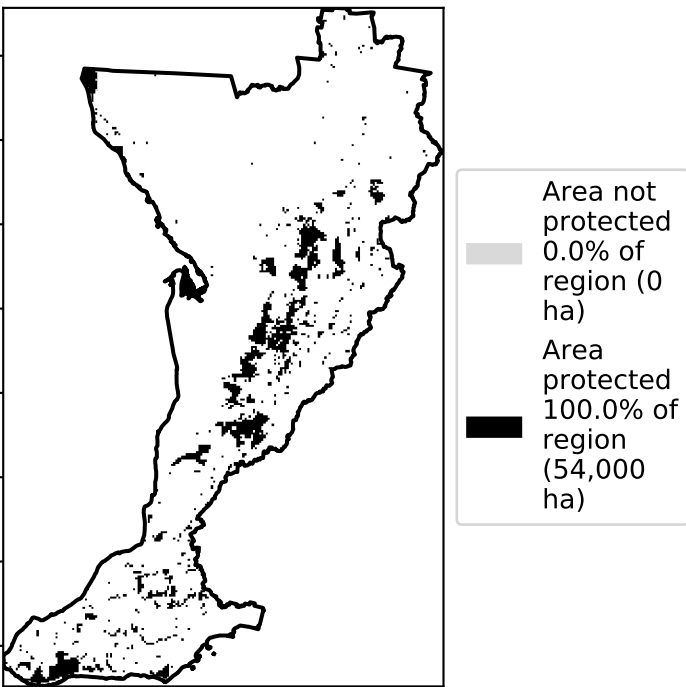 Area not
protected
0.0% of
region (0
ha)
Area
protected
100.0% of
region
(54,000
ha)